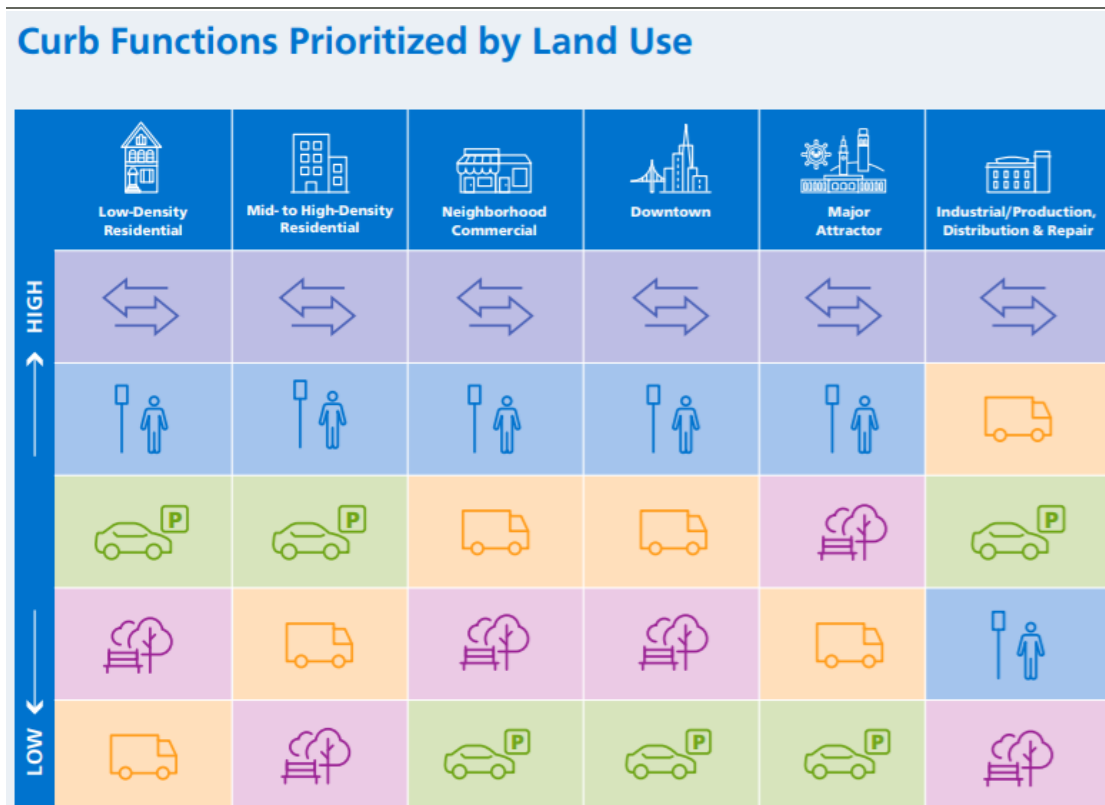 Curb Functions Prioritized by Land Use
Low-Density
Residential
Mid- to High-Density
Residential
Neighborhood
Commercial
Downtown
Major
Attractor
Industrial/Production,
Distribution & Repair
HIGH
P
P
P
P
P
P
LOW